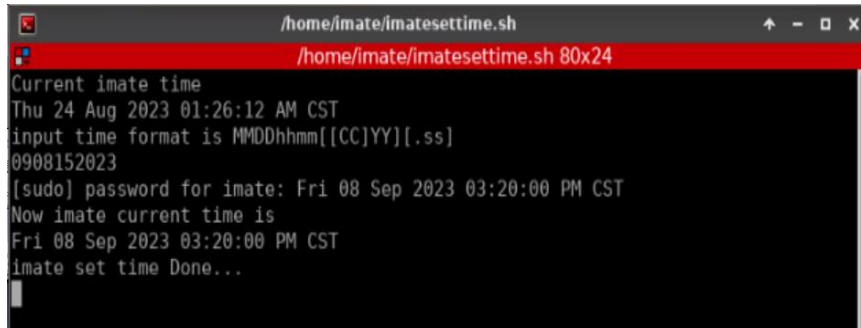 /home/imate/imatesettime.sh
/home/imate/imatesettime.sh 80x24
Current imate time
Thu 24 Aug 2023 01:26:12 AM CST
input time format is MMDDhhmm[[CC]YY][.ss]
0908152023
[sudo] password for imate: Fri 08 Sep 2023 03:20:00 PM CST
Now imate current time is
Fri 08 Sep 2023 03:20:00 PM CST
imate set time Done...